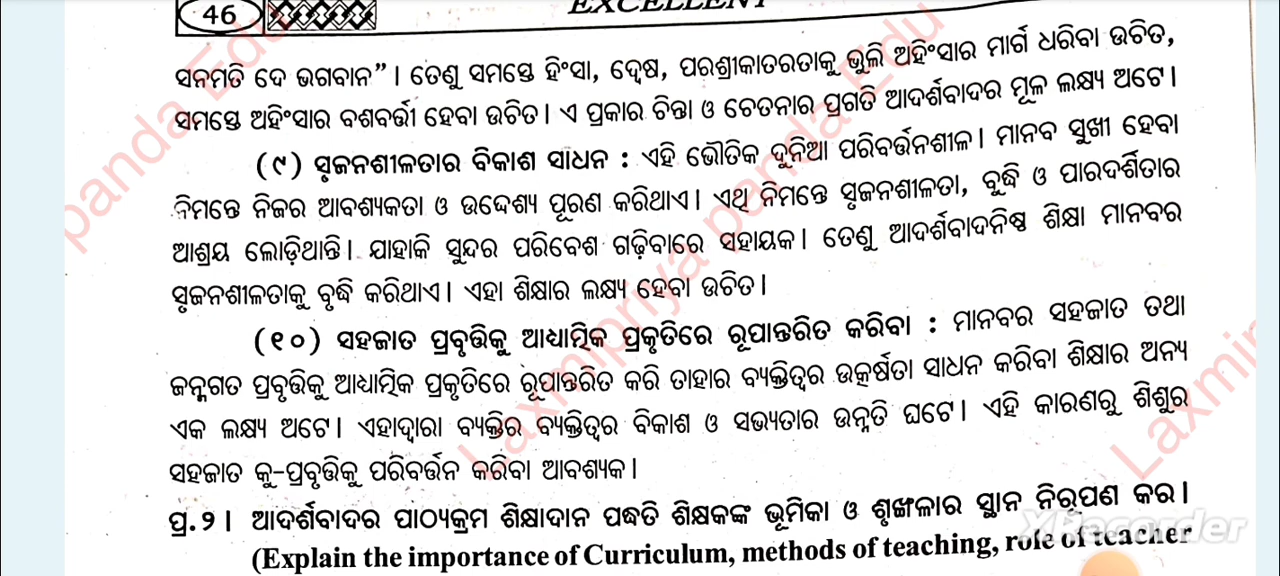 46
EXCELLENT
ସନମତି ଦେ ଭଗବାନ” । ତେଣୁ ସମସ୍ତେ ହିଂସା, ଦ୍ୱେଷ, ପରଶ୍ରୀକାତରତାକୁ ଭୁଲି ଅହିଂସାର ମାର୍ଗ ଧରିବା ଉଚିତ,
ସମସ୍ତେ ଅହିଂସାର ବଶବର୍ତ୍ତୀ ହେବା ଉଚିତ। ଏ ପ୍ରକାର ଚିନ୍ତା ଓ ଚେତନାର ପ୍ରଗତି ଆଦର୍ଶବାଦର ମୂଳ ଲକ୍ଷ୍ୟ ଅଟେ।
(୯) ସୃଜନଶୀଳତାର ବିକାଶ ସାଧନ : ଏହି ଭୌତିକ ଦୁନିଆ ପରିବର୍ତ୍ତନଶୀଳ। ମାନବ ସୁଖୀ ହେବା
ନିମନ୍ତେ ନିଜର ଆବଶ୍ୟକତା ଓ ଉଦ୍ଦେଶ୍ୟ ପୂରଣ କରିଥାଏ। ଏଥି ନିମନ୍ତେ ସୃଜନଶୀଳତା, ବୁଦ୍ଧି ଓ ପାରଦର୍ଶିତାର
ଆଶ୍ରୟ ଲୋଡ଼ିଥାନ୍ତି। ଯାହାକି ସୁନ୍ଦର ପରିବେଶ ଗଢ଼ିବାରେ ସହାୟକ। ତେଣୁ ଆଦର୍ଶବାଦନିଷ୍ଠ ଶିକ୍ଷା ମାନବର
ସୃଜନଶୀଳତାକୁ ବୃଦ୍ଧି କରିଥାଏ। ଏହା ଶିକ୍ଷାର ଲକ୍ଷ୍ୟ ହେବା ଉଚିତ।
(୧୦) ସହଜାତ ପ୍ରବୃତ୍ତିକୁ ଆଧ୍ୟାତ୍ମିକ ପ୍ରକୃତିରେ ରୂପାନ୍ତରିତ କରିବା : ମାନବର ସହଜାତ ତଥା
ଜନ୍ମଗତ ପ୍ରବୃତ୍ତିକୁ ଆଧ୍ୟାତ୍ମିକ ପ୍ରକୃତିରେ ରୂପାନ୍ତରିତ କରି ତାହାର ବ୍ୟକ୍ତିତ୍ୱର ଉତ୍କର୍ଷତା ସାଧନ କରିବା ଶିକ୍ଷାର ଅନ୍ୟ
ଏକ ଲକ୍ଷ୍ୟ ଅଟେ। ଏହାଦ୍ୱାରା ବ୍ୟକ୍ତିର ବ୍ୟକ୍ତିତ୍ୱର ବିକାଶ ଓ ସଭ୍ୟତାର ଉନ୍ନତି ଘଟେ। ଏହି କାରଣରୁ ଶିଶୁର
ସହଜାତ କୁ-ପ୍ରବୃତ୍ତିକୁ ପରିବର୍ତ୍ତନ କରିବା ଆବଶ୍ୟକ।
ପ୍ର.୨। ଆଦର୍ଶବାଦର ପାଠ୍ୟକ୍ରମ ଶିକ୍ଷାଦାନ ପଦ୍ଧତି ଶିକ୍ଷକଙ୍କ ଭୂମିକା ଓ ଶୃଙ୍ଖଳାର ସ୍ଥାନ ନିରୂପଣ କର।
(Explain the importance of Curriculum, methods of teaching, role of teacher
Laxmipriya panda Edu
XRecorder